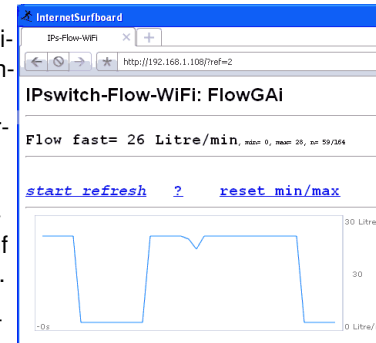 InternetSurfboard
IPs-Flow-WiFi
http://192.168.1.108/?ref=2
IPswitch-Flow-WiFi: FlowGAi
Flow fast= 26 Litre/min, min= 0, max= 28, n= 59/164
start refresh ? reset min/max
30 Litre
30
-0s
0 Litre/